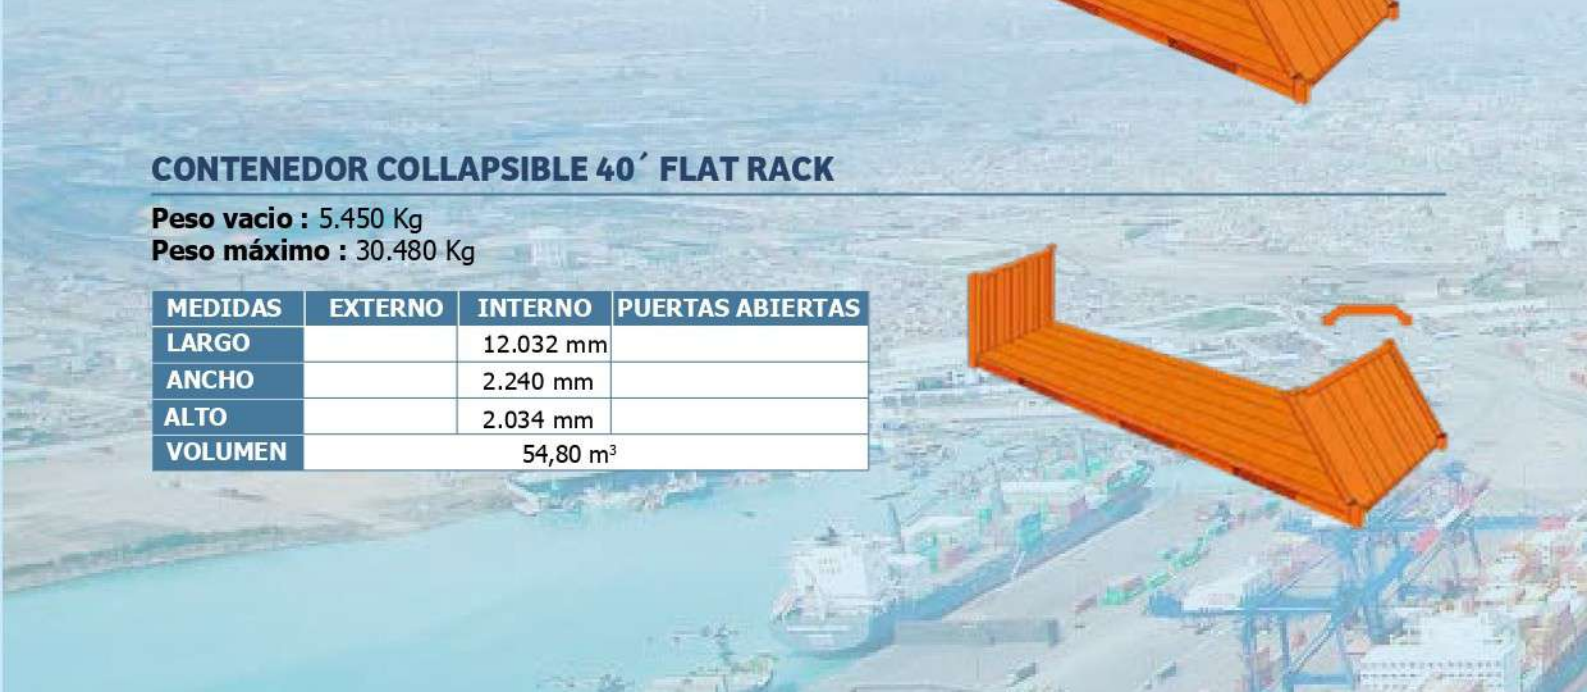 CONTENEDOR COLLAPSIBLE 40´ FLAT RACK
Peso vacio : 5.450 Kg
Peso máximo : 30.480 Kg
MEDIDAS EXTERNO INTERNO PUERTAS ABIERTAS
LARGO 12.032 mm
ANCHO 2.240 mm
ALTO 2.034 mm
VOLUMEN 54,80 m³